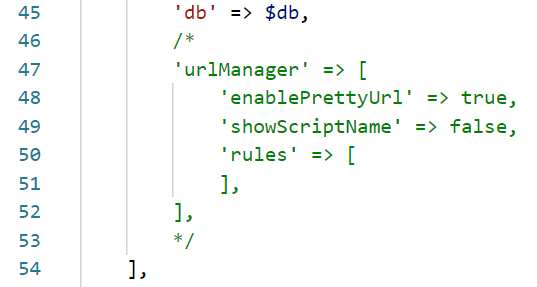 45 'db' => $db,
46 /*
47 'urlManager' => [
48 'enablePrettyUrl' => true,
49 'showScriptName' => false,
50 'rules' => [
51 ],
52 ],
53 */
54 ],